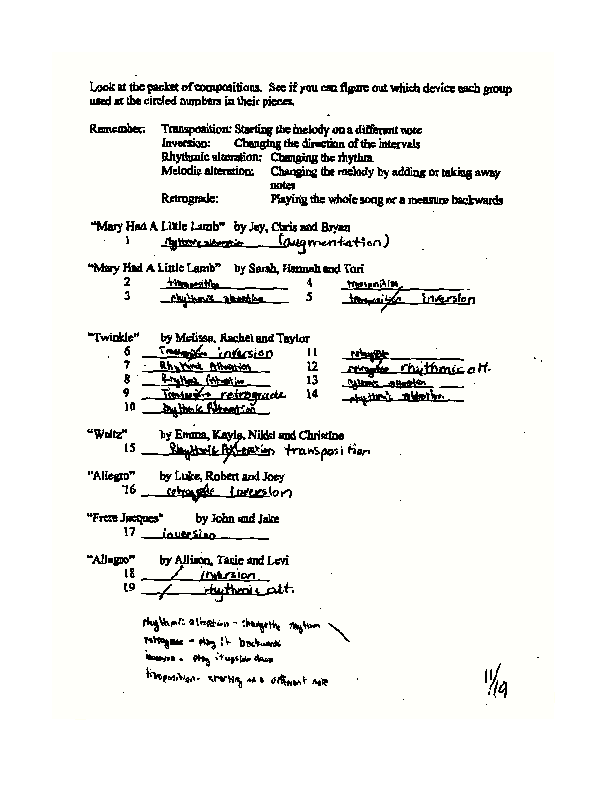 Look at the packet of compositions. See if you can figure out which device each group
used at the circled numbers in their pieces.
Remember: Transposition: Starting the melody on a different note
Inversion: Changing the direction of the intervals
Rhythmic alteration: Changing the rhythm
Melodic alteration: Changing the melody by adding or taking away
notes
Retrograde: Playing the whole song or a measure backwards
"Mary Had A Little Lamb" by Jay, Chris and Bryan
1 rhythmic alteration (augmentation)
"Mary Had A Little Lamb" by Sarah, Hannah and Tori
2 transposition 4 transposition
3 rhythmic alteration 5 transposition inversion
"Twinkle" by Melissa, Rachel and Taylor
6 inversion 11 retrograde
7 Rhythmic Alteration 12 retrograde rhythmic alt.
8 Rhythmic Alteration 13 rythmic alteration
9 retrograde 14 rhythmic alteration
10 Rhythmic Alteration
"Waltz" by Emma, Kayla, Nikki and Christine
15 Rhythmic Alteration transposition
"Allegro" by Luke, Robert and Joey
16 retrograde inversion
"Frere Jacques" by John and Jake
17 inversion
"Allegro" by Allison, Tacie and Levi
18 inversion
19 rhythmic alt.
rhythmic alteration - change the rhythm
retrograde - play it backwards
inversion - play it upside down
transposition - starting on a different note
11/19